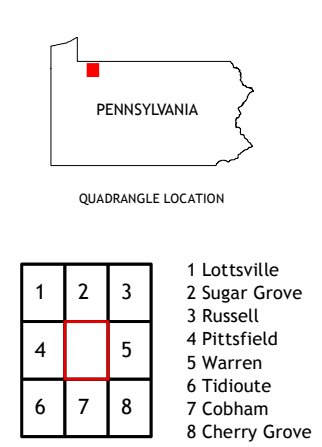 PENNSYLVANIA
QUADRANGLE LOCATION
1 2 3
4 5
6 7 8
1 Lottsville
2 Sugar Grove
3 Russell
4 Pittsfield
5 Warren
6 Tidioute
7 Cobham
8 Cherry Grove